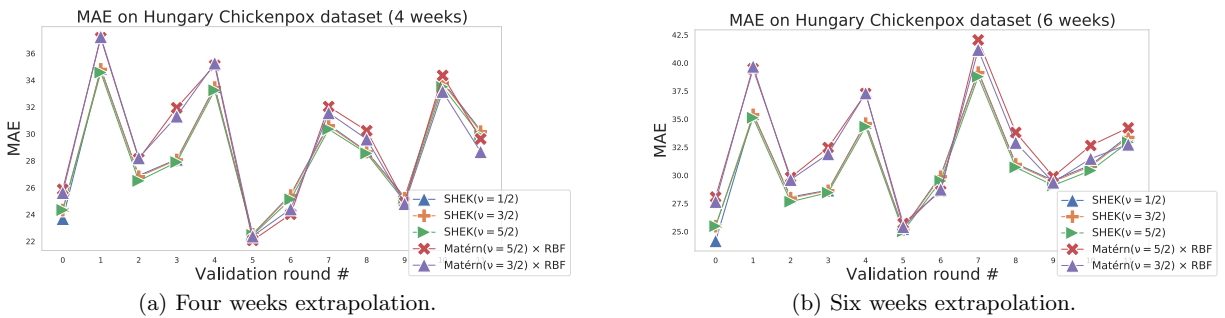 MAE on Hungary Chickenpox dataset (4 weeks)
MAE
36
34
32
30
28
26
24
22
0 1 2 3 4 5 6 7 8 9
Validation round #
SHEK(ν = 1/2)
SHEK(ν = 3/2)
SHEK(ν = 5/2)
Matérn(ν = 5/2) × RBF
Matérn(ν = 3/2) × RBF
(a) Four weeks extrapolation.
MAE on Hungary Chickenpox dataset (6 weeks)
MAE
42.5
40.0
37.5
35.0
32.5
30.0
27.5
25.0
0 1 2 3 4 5 6 7 8 9
Validation round #
SHEK(ν = 1/2)
SHEK(ν = 3/2)
SHEK(ν = 5/2)
Matérn(ν = 5/2) × RBF
Matérn(ν = 3/2) × RBF
(b) Six weeks extrapolation.